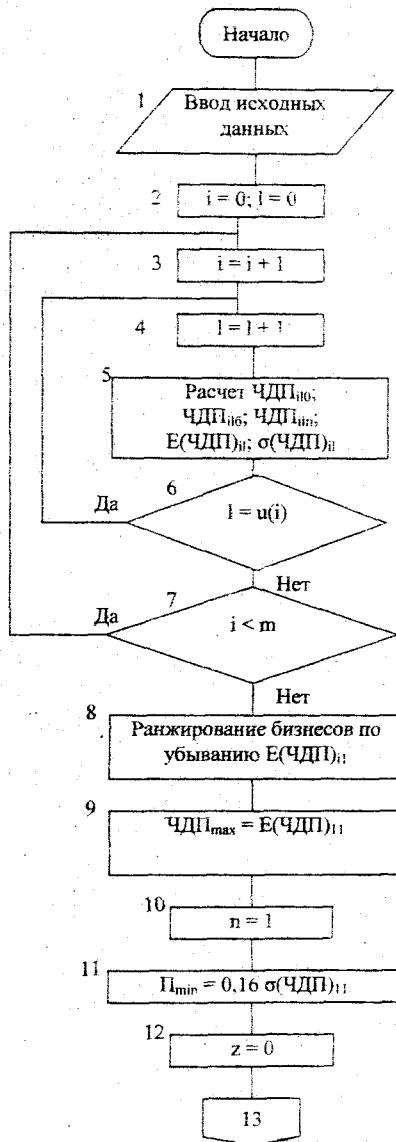 Начало
1
Ввод исходных
данных
2
i = 0; l = 0
3
i = i + 1
4
l = l + 1
5
Расчет ЧДПil0;
ЧДПilб; ЧДПilп;
E(ЧДП)il; σ(ЧДП)il
6
Да
l = u(i)
Нет
7
Да
i < m
Нет
8
Ранжирование бизнесов по
убыванию E(ЧДП)il
9
ЧДПmax = E(ЧДП)11
10
n = 1
11
Пmin = 0,16 σ(ЧДП)11
12
z = 0
13